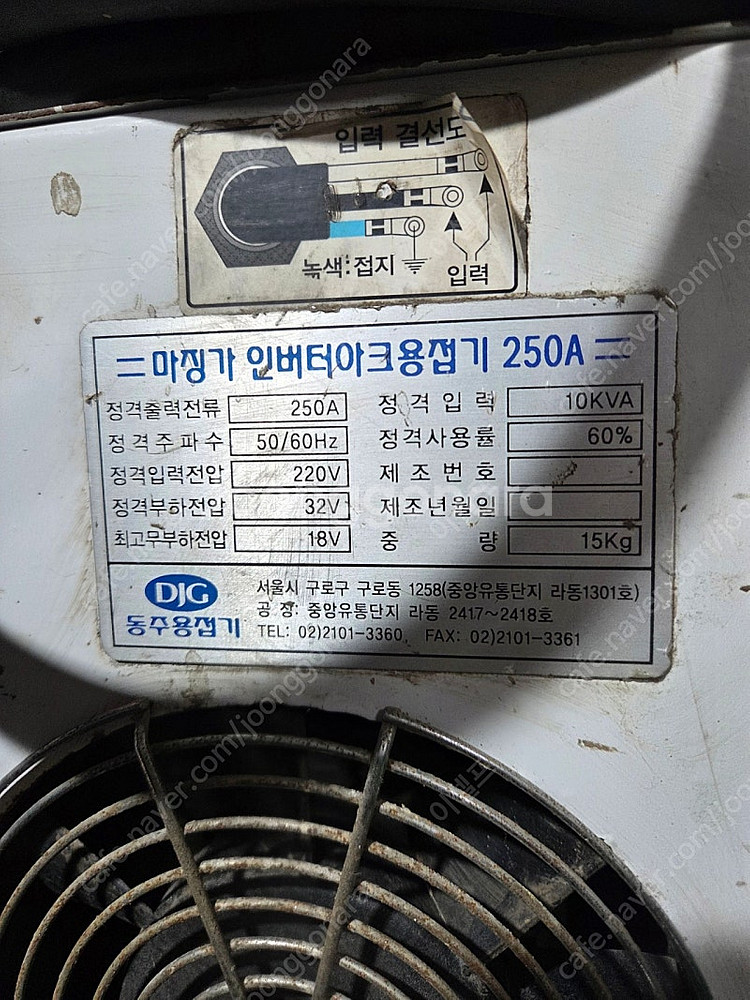 입력 결선도
녹색:접지
입력
마징가 인버터아크용접기 250A
정격출력전류 250A 정격입력 10KVA
정격주파수 50/60Hz 정격사용률 60%
정격입력전압 220V 제조번호
정격부하전압 32V 제조년월일
최고무부하전압 18V 중량 15Kg
DJG
동주용접기
서울시 구로구 구로동 1258(중앙유통단지 라동1301호)
공장: 중앙유통단지 라동 2417~2418호
TEL: 02)2101-3360, FAX: 02)2101-3361
cafe.naver.com/joonggonara
joonggonara